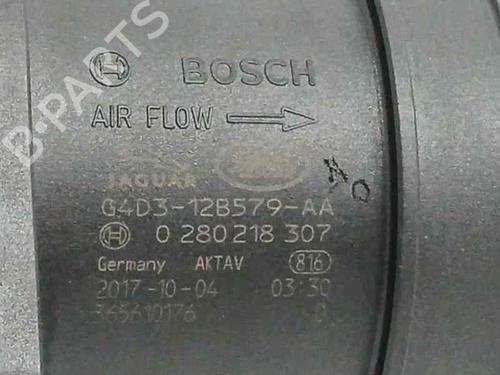 BOSCH
AIR FLOW
JAGUAR
G4D3-12B579-AA
0 280 218 307
Germany AKTAV 816
2017-10-04 03:30
365610176 D
B-PARTS